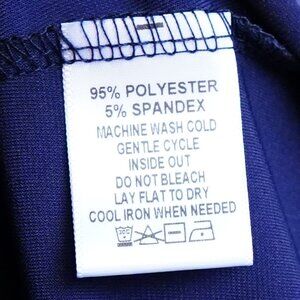 95% POLYESTER
5% SPANDEX
MACHINE WASH COLD
GENTLE CYCLE
INSIDE OUT
DO NOT BLEACH
LAY FLAT TO DRY
COOL IRON WHEN NEEDED